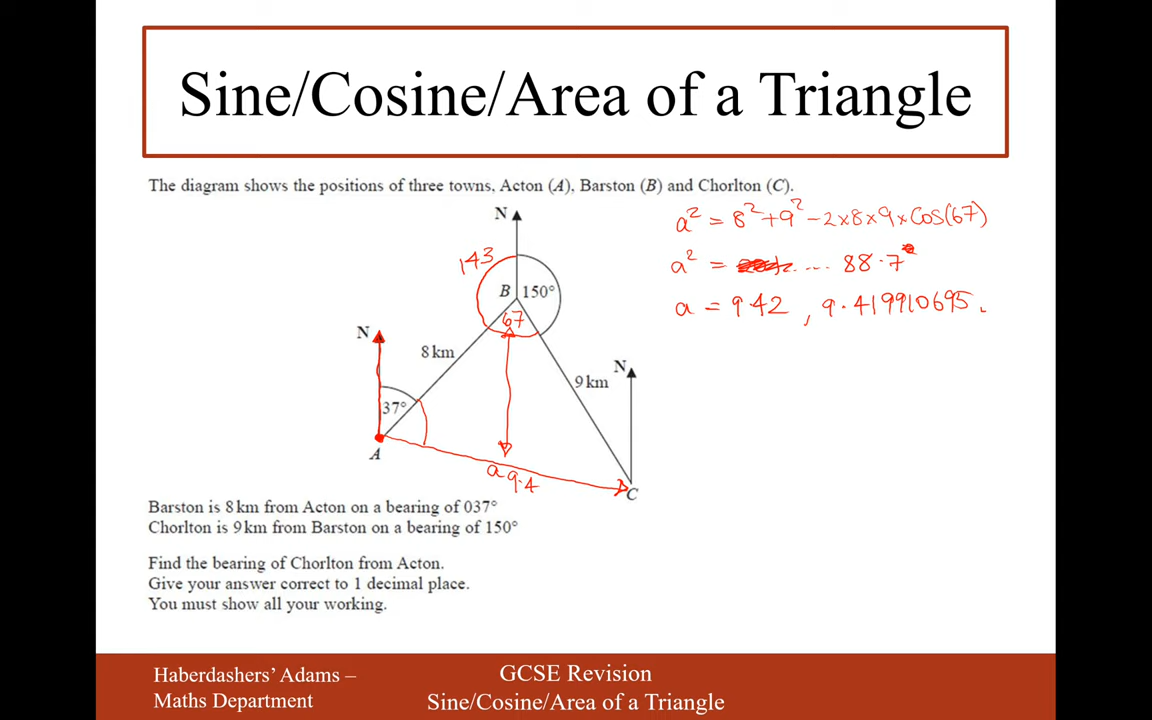 Sine/Cosine/Area of a Triangle
The diagram shows the positions of three towns, Acton (A), Barston (B) and Chorlton (C).
a² = 8² + 9² - 2×8×9×Cos(67)
a² = .... 88.7
a = 9.42 , 9.419910695.
N
143
B 150°
67
N
8 km
N
9 km
37°
A
a 9.4
C
Barston is 8 km from Acton on a bearing of 037°
Chorlton is 9 km from Barston on a bearing of 150°
Find the bearing of Chorlton from Acton.
Give your answer correct to 1 decimal place.
You must show all your working.
Haberdashers' Adams –
Maths Department
GCSE Revision
Sine/Cosine/Area of a Triangle